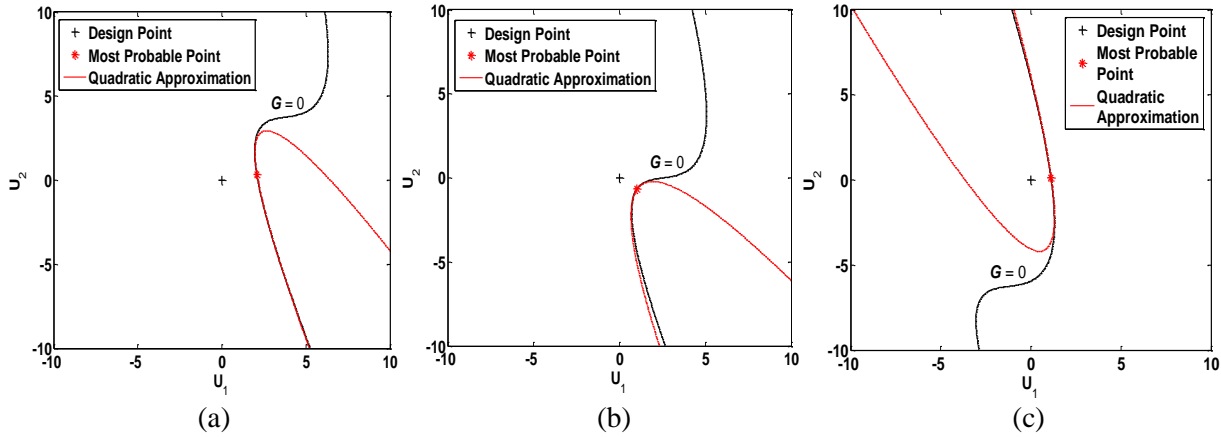 Design Point
Most Probable Point
Quadratic Approximation
G = 0
10
5
0
-5
-10
-10
-5
0
5
10
U2
U1
(a)
Design Point
Most Probable Point
Quadratic Approximation
G = 0
10
5
0
-5
-10
-10
-5
0
5
10
U2
U1
(b)
Design Point
Most Probable
Point
Quadratic
Approximation
G = 0
10
5
0
-5
-10
-10
-5
0
5
10
U2
U1
(c)